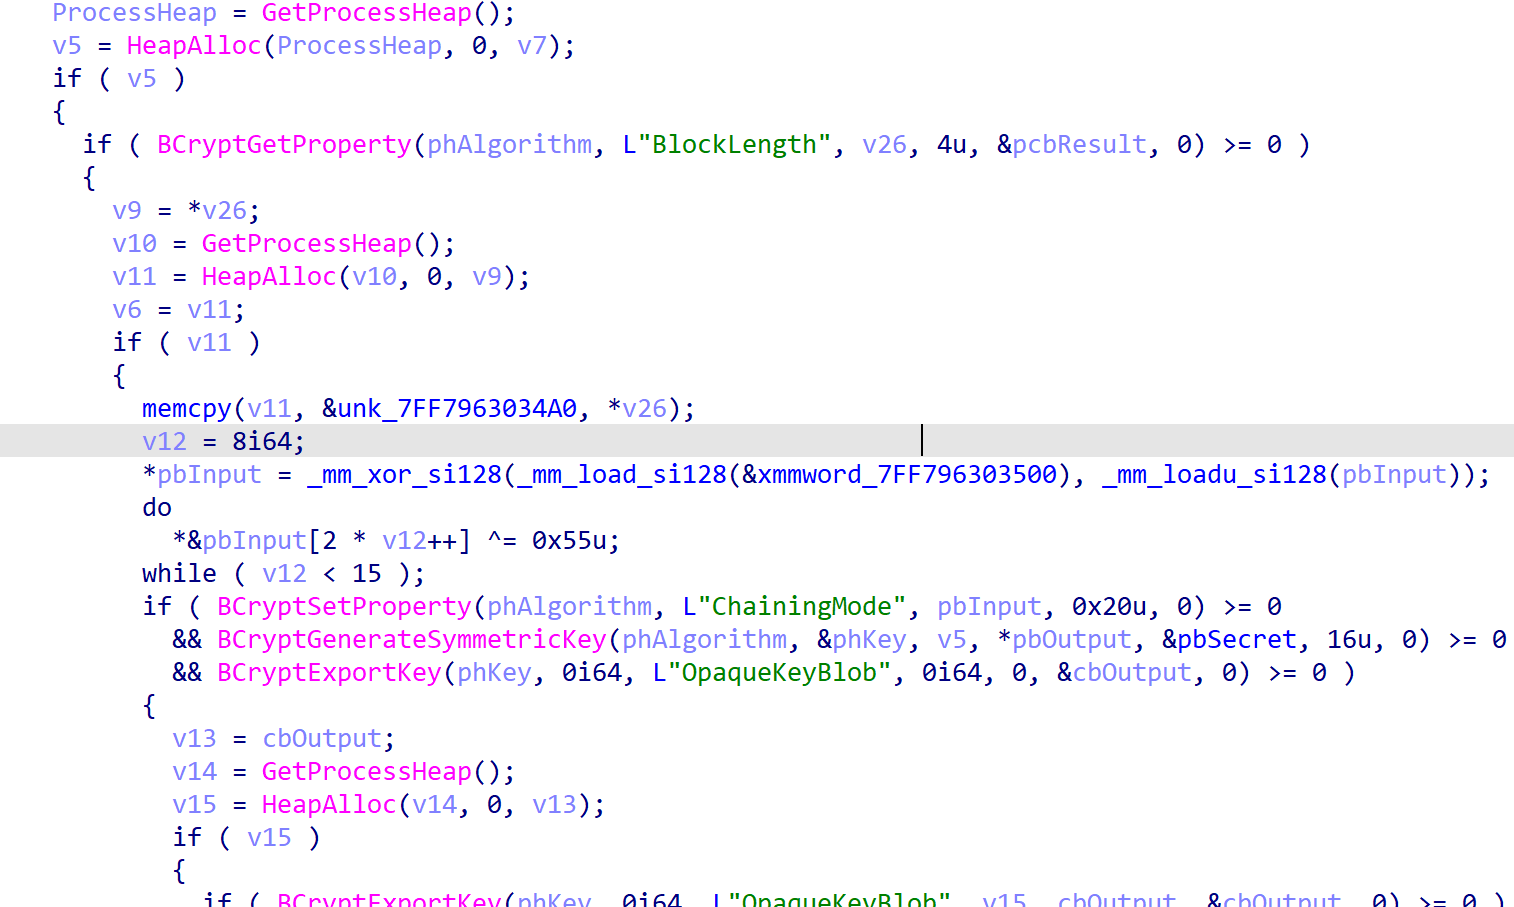 ProcessHeap = GetProcessHeap();
v5 = HeapAlloc(ProcessHeap, 0, v7);
if ( v5 )
{
if ( BCryptGetProperty(phAlgorithm, L"BlockLength", v26, 4u, &pcbResult, 0) >= 0 )
{
v9 = *v26;
v10 = GetProcessHeap();
v11 = HeapAlloc(v10, 0, v9);
v6 = v11;
if ( v11 )
{
memcpy(v11, &unk_7FF7963034A0, *v26);
v12 = 8i64;
*pbInput = _mm_xor_si128(_mm_load_si128(&xmmword_7FF796303500), _mm_loadu_si128(pbInput));
do
*&pbInput[2 * v12++] ^= 0x55u;
while ( v12 < 15 );
if ( BCryptSetProperty(phAlgorithm, L"ChainingMode", pbInput, 0x20u, 0) >= 0
&& BCryptGenerateSymmetricKey(phAlgorithm, &phKey, v5, *pbOutput, &pbSecret, 16u, 0) >= 0
&& BCryptExportKey(phKey, 0i64, L"OpaqueKeyBlob", 0i64, 0, &cbOutput, 0) >= 0 )
{
v13 = cbOutput;
v14 = GetProcessHeap();
v15 = HeapAlloc(v14, 0, v13);
if ( v15 )
{
if ( BCryptExportKey(phKey, 0i64, L"OpaqueKeyBlob", v15, cbOutput, &cbOutput, 0) >= 0 )